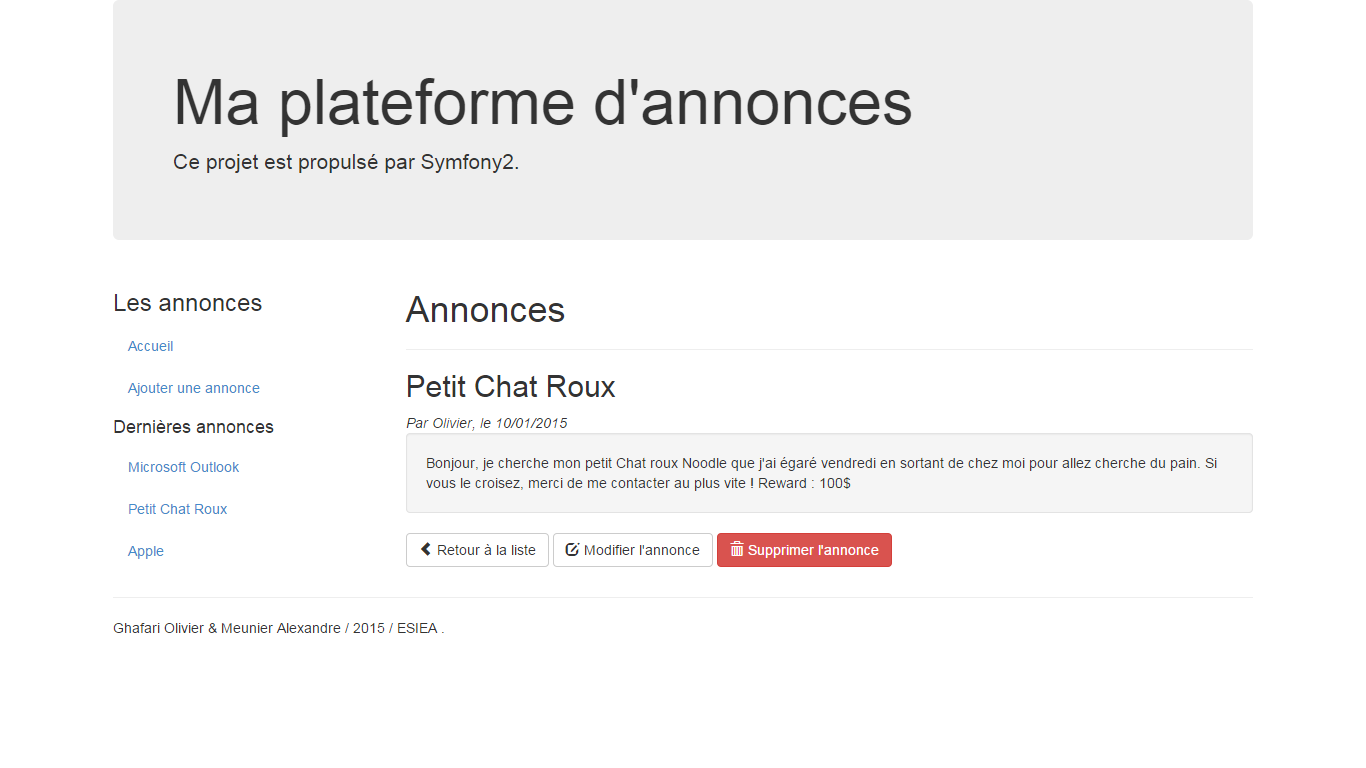 Ma plateforme d'annonces
Ce projet est propulsé par Symfony2.
Les annonces
Accueil
Ajouter une annonce
Dernières annonces
Microsoft Outlook
Petit Chat Roux
Apple
Annonces
Petit Chat Roux
Par Olivier, le 10/01/2015
Bonjour, je cherche mon petit Chat roux Noodle que j'ai égaré vendredi en sortant de chez moi pour allez cherche du pain. Si
vous le croisez, merci de me contacter au plus vite ! Reward : 100$
Retour à la liste
Modifier l'annonce
Supprimer l'annonce
Ghafari Olivier & Meunier Alexandre / 2015 / ESIEA .